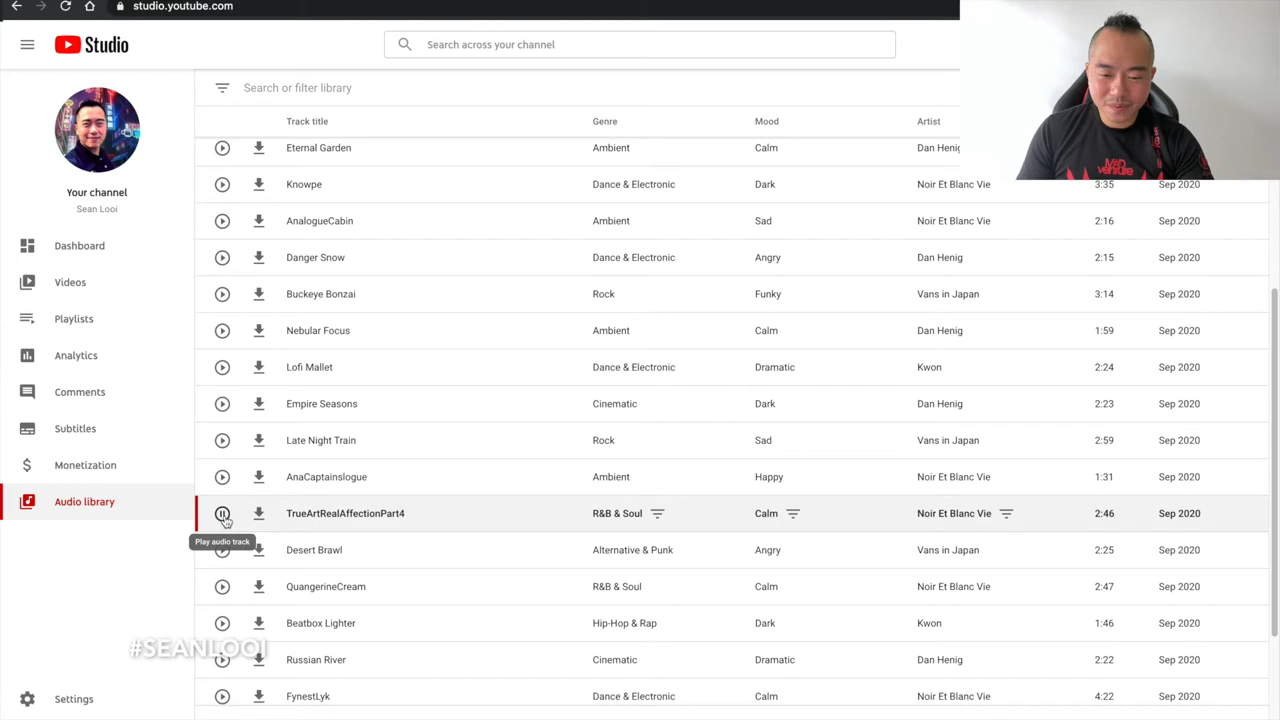 studio.youtube.com
Studio
Search across your channel
Your channel
Sean Looi
Dashboard
Videos
Playlists
Analytics
Comments
Subtitles
Monetization
Audio library
Settings
Search or filter library
Track title Genre Mood Artist
Eternal Garden Ambient Calm Dan Henig
Knowpe Dance & Electronic Dark Noir Et Blanc Vie 3:35 Sep 2020
AnalogueCabin Ambient Sad Noir Et Blanc Vie 2:16 Sep 2020
Danger Snow Dance & Electronic Angry Dan Henig 2:15 Sep 2020
Buckeye Bonzai Rock Funky Vans in Japan 3:14 Sep 2020
Nebular Focus Ambient Calm Dan Henig 1:59 Sep 2020
Lofi Mallet Dance & Electronic Dramatic Kwon 2:24 Sep 2020
Empire Seasons Cinematic Dark Dan Henig 2:23 Sep 2020
Late Night Train Rock Sad Vans in Japan 2:59 Sep 2020
AnaCaptainslogue Ambient Happy Noir Et Blanc Vie 1:31 Sep 2020
TrueArtRealAffectionPart4 R&B & Soul Calm Noir Et Blanc Vie 2:46 Sep 2020
Play audio track
Desert Brawl Alternative & Punk Angry Vans in Japan 2:25 Sep 2020
QuangerineCream R&B & Soul Calm Noir Et Blanc Vie 2:47 Sep 2020
Beatbox Lighter Hip-Hop & Rap Dark Kwon 1:46 Sep 2020
Russian River Cinematic Dramatic Dan Henig 2:22 Sep 2020
FynestLyk Dance & Electronic Calm Noir Et Blanc Vie 4:22 Sep 2020
#SEANLOOI
MAD
venture